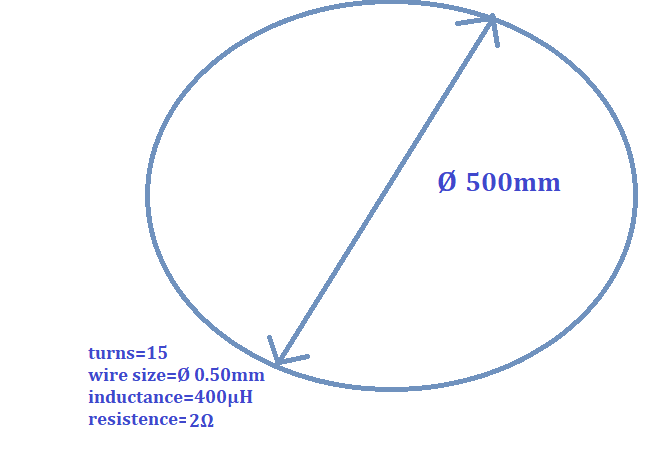 Ø 500mm
turns=15
wire size=Ø 0.50mm
inductance=400µH
resistence=2Ω